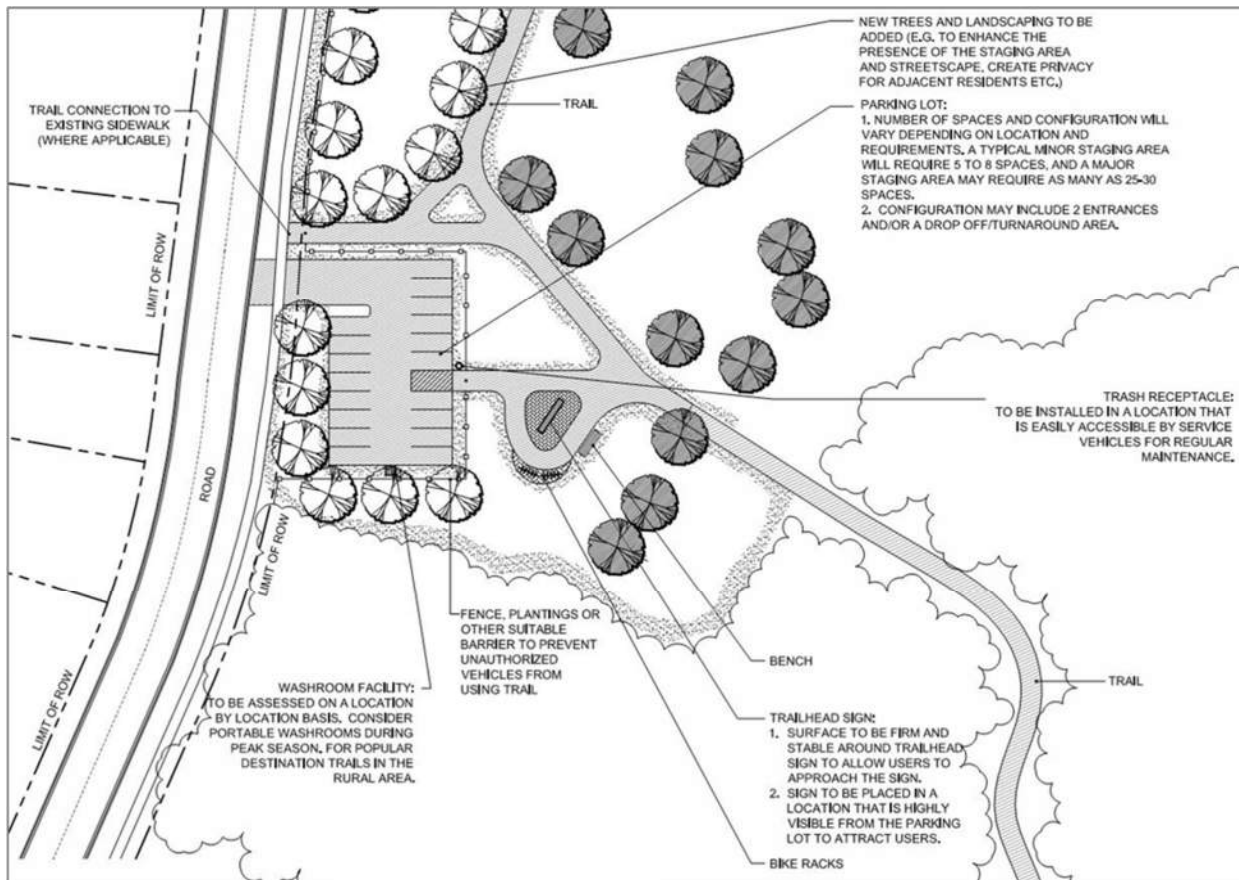 NEW TREES AND LANDSCAPING TO BE
ADDED (E.G. TO ENHANCE THE
PRESENCE OF THE STAGING AREA
AND STREETSCAPE, CREATE PRIVACY
FOR ADJACENT RESIDENTS ETC.)
TRAIL
TRAIL CONNECTION TO
EXISTING SIDEWALK
(WHERE APPLICABLE)
PARKING LOT:
1. NUMBER OF SPACES AND CONFIGURATION WILL
VARY DEPENDING ON LOCATION AND
REQUIREMENTS. A TYPICAL MINOR STAGING AREA
WILL REQUIRE 5 TO 8 SPACES, AND A MAJOR
STAGING AREA MAY REQUIRE AS MANY AS 25-30
SPACES.
2. CONFIGURATION MAY INCLUDE 2 ENTRANCES
AND/OR A DROP OFF/TURNAROUND AREA.
LIMIT OF ROW
TRASH RECEPTACLE:
TO BE INSTALLED IN A LOCATION THAT
IS EASILY ACCESSIBLE BY SERVICE
VEHICLES FOR REGULAR
MAINTENANCE.
ROAD
LIMIT OF ROW
FENCE, PLANTINGS OR
OTHER SUITABLE
BARRIER TO PREVENT
UNAUTHORIZED
VEHICLES FROM
USING TRAIL
LIMIT OF ROW
WASHROOM FACILITY:
TO BE ASSESSED ON A LOCATION
BY LOCATION BASIS. CONSIDER
PORTABLE WASHROOMS DURING
PEAK SEASON. FOR POPULAR
DESTINATION TRAILS IN THE
RURAL AREA.
BENCH
TRAIL
TRAILHEAD SIGN:
1. SURFACE TO BE FIRM AND
STABLE AROUND TRAILHEAD
SIGN TO ALLOW USERS TO
APPROACH THE SIGN.
2. SIGN TO BE PLACED IN A
LOCATION THAT IS HIGHLY
VISIBLE FROM THE PARKING
LOT TO ATTRACT USERS.
BIKE RACKS